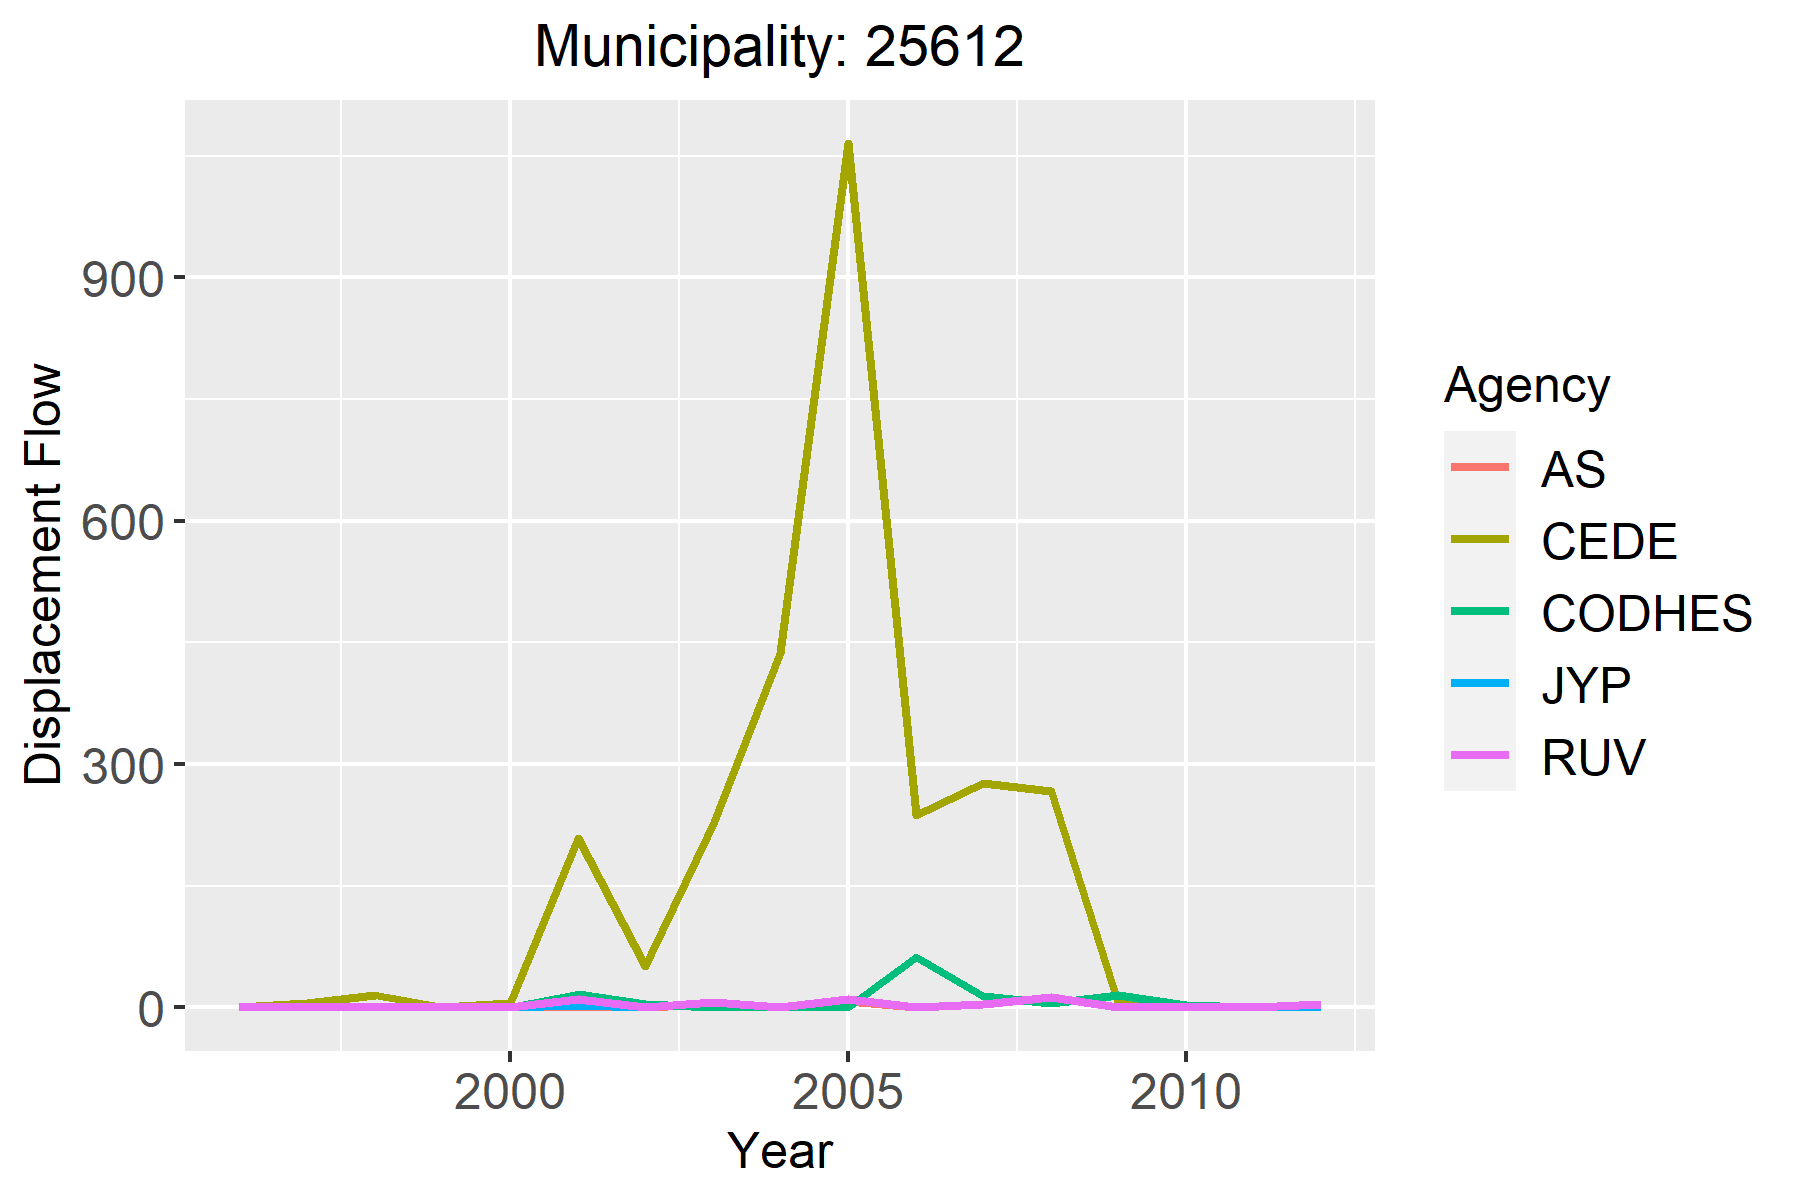 Municipality: 25612
Displacement Flow
900
600
300
0
2000 2005 2010
Year
Agency
AS
CEDE
CODHES
JYP
RUV